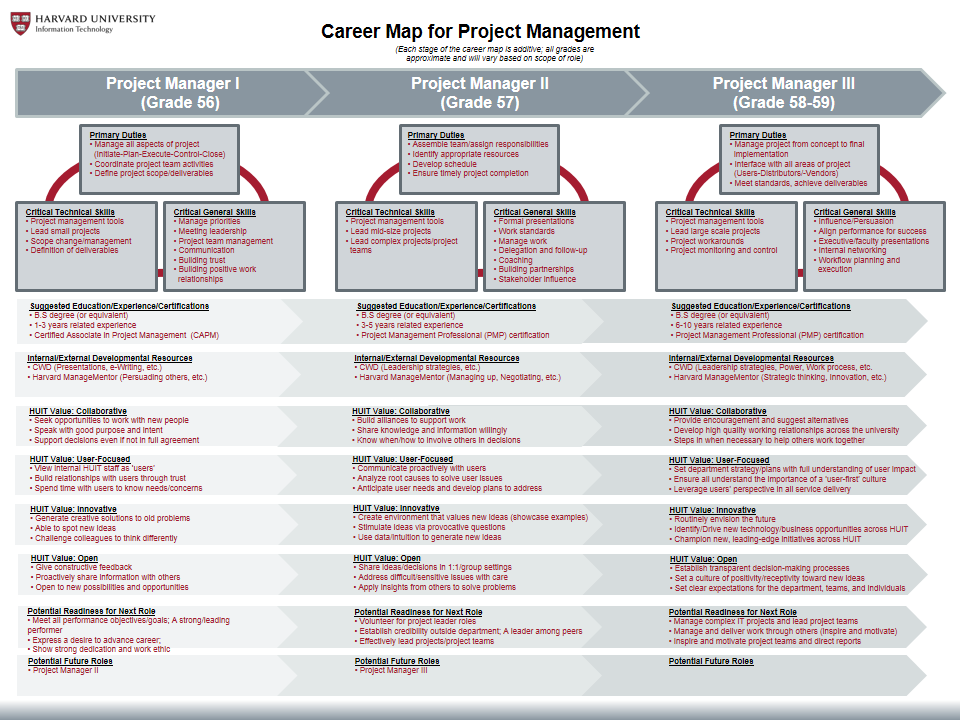 HARVARD UNIVERSITY
Information Technology
Career Map for Project Management
(Each stage of the career map is additive; all grades are
approximate and will vary based on scope of role)
Project Manager I
(Grade 56)
Project Manager II
(Grade 57)
Project Manager III
(Grade 58-59)
Primary Duties
• Manage all aspects of project
(Initiate-Plan-Execute-Control-Close)
• Coordinate project team activities
• Define project scope/deliverables
Primary Duties
• Assemble team/assign responsibilities
• Identify appropriate resources
• Develop schedule
• Ensure timely project completion
Primary Duties
• Manage project from concept to final
implementation
• Interface with all areas of project
(Users-Distributors/-Vendors)
• Meet standards, achieve deliverables
Critical Technical Skills
• Project management tools
• Lead small projects
• Scope change/management
• Definition of deliverables
Critical General Skills
• Manage priorities
• Meeting leadership
• Project team management
• Communication
• Building trust
• Building positive work
relationships
Critical Technical Skills
• Project management tools
• Lead mid-size projects
• Lead complex projects/project
teams
Critical General Skills
• Formal presentations
• Work standards
• Manage work
• Delegation and follow-up
• Coaching
• Building partnerships
• Stakeholder influence
Critical Technical Skills
• Project management tools
• Lead large scale projects
• Project workarounds
• Project monitoring and control
Critical General Skills
• Influence/Persuasion
• Align performance for success
• Executive/faculty presentations
• Internal networking
• Workflow planning and
execution
Suggested Education/Experience/Certifications
• B.S degree (or equivalent)
• 1-3 years related experience
• Certified Associate in Project Management (CAPM)
Suggested Education/Experience/Certifications
• B.S degree (or equivalent)
• 3-5 years related experience
• Project Management Professional (PMP) certification
Suggested Education/Experience/Certifications
• B.S degree (or equivalent)
• 6-10 years related experience
• Project Management Professional (PMP) certification
Internal/External Developmental Resources
• CWD (Presentations, e-Writing, etc.)
• Harvard ManageMentor (Persuading others, etc.)
Internal/External Developmental Resources
• CWD (Leadership strategies, etc.)
• Harvard ManageMentor (Managing up, Negotiating, etc.)
Internal/External Developmental Resources
• CWD (Leadership strategies, Power, Work process, etc.
• Harvard ManageMentor (Strategic thinking, Innovation, etc.)
HUIT Value: Collaborative
• Seek opportunities to work with new people
• Speak with good purpose and intent
• Support decisions even if not in full agreement
HUIT Value: Collaborative
• Build alliances to support work
• Share knowledge and information willingly
• Know when/how to involve others in decisions
HUIT Value: Collaborative
• Provide encouragement and suggest alternatives
• Develop high quality working relationships across the university
• Steps in when necessary to help others work together
HUIT Value: User-Focused
• View internal HUIT staff as 'users'
• Build relationships with users through trust
• Spend time with users to know needs/concerns
HUIT Value: User-Focused
• Communicate proactively with users
• Analyze root causes to solve user issues
• Anticipate user needs and develop plans to address
HUIT Value: User-Focused
• Set department strategy/plans with full understanding of user impact
• Ensure all understand the importance of a 'user-first' culture
• Leverage users' perspective in all service delivery
HUIT Value: Innovative
• Generate creative solutions to old problems
• Able to spot new ideas
• Challenge colleagues to think differently
HUIT Value: Innovative
• Create environment that values new ideas (showcase examples)
• Stimulate ideas via provocative questions
• Use data/intuition to generate new ideas
HUIT Value: Innovative
• Routinely envision the future
• Identify/Drive new technology/business opportunities across HUIT
• Champion new, leading-edge initiatives across HUIT
HUIT Value: Open
• Give constructive feedback
• Proactively share information with others
• Open to new possibilities and opportunities
HUIT Value: Open
• Share ideas/decisions in 1:1/group settings
• Address difficult/sensitive issues with care
• Apply insights from others to solve problems
HUIT Value: Open
• Establish transparent decision-making processes
• Set a culture of positivity/receptivity toward new ideas
• Set clear expectations for the department, teams, and individuals
Potential Readiness for Next Role
• Meet all performance objectives/goals; A strong/leading
performer
• Express a desire to advance career;
• Show strong dedication and work ethic
Potential Readiness for Next Role
• Volunteer for project leader roles
• Establish credibility outside department; A leader among peers
• Effectively lead projects/project teams
Potential Readiness for Next Role
• Manage complex IT projects and lead project teams
• Manage and deliver work through others (inspire and motivate)
• Inspire and motivate project teams and direct reports
Potential Future Roles
• Project Manager II
Potential Future Roles
• Project Manager III
Potential Future Roles